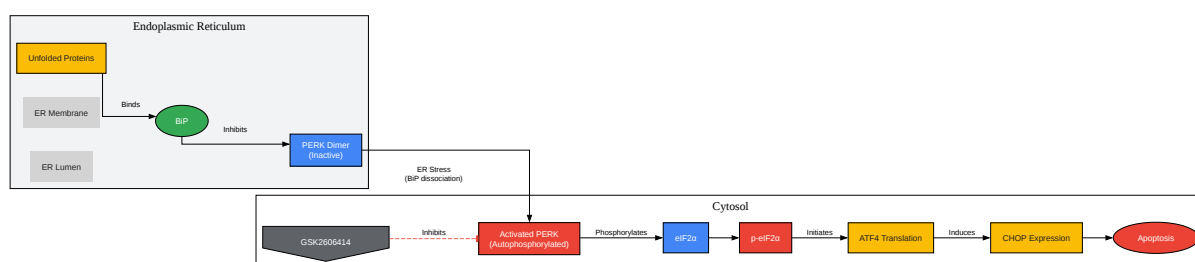 Endoplasmic Reticulum
Unfolded Proteins
Binds
ER Membrane
BiP
Inhibits
PERK Dimer
(Inactive)
ER Lumen
ER Stress
(BiP dissociation)
Cytosol
GSK2606414
Inhibits
Activated PERK
(Autophosphorylated)
Phosphorylates
eIF2α
p-eIF2α
Initiates
ATF4 Translation
Induces
CHOP Expression
Apoptosis